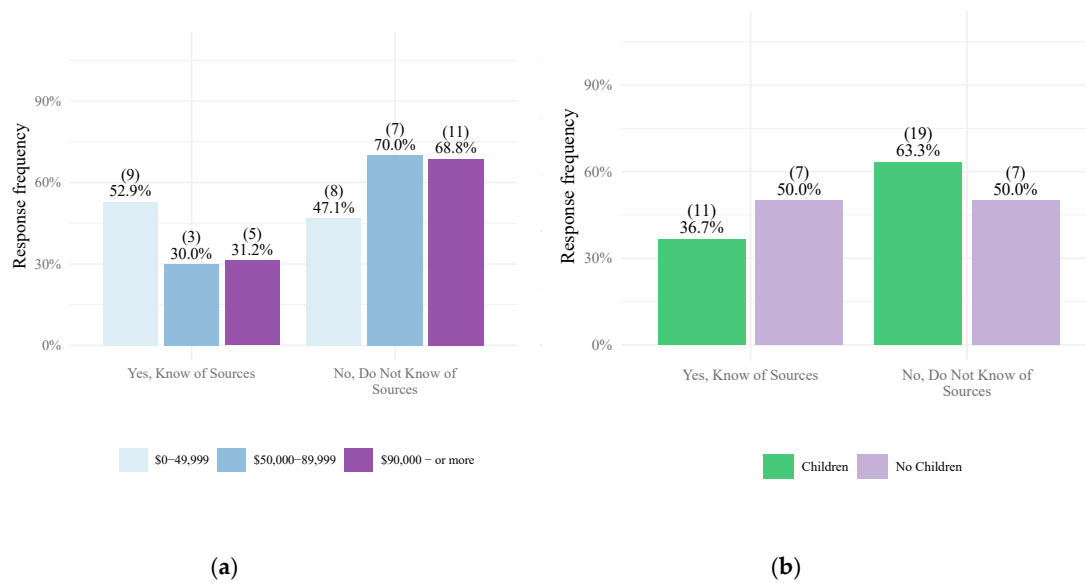 90%
60%
30%
0%
Response frequency
(9)
52.9%
(3)
30.0%
(5)
31.2%
(8)
47.1%
(7)
70.0%
(11)
68.8%
Yes, Know of Sources
No, Do Not Know of
Sources
$0−49,999
$50,000−89,999
$90,000 − or more
(a)
90%
60%
30%
0%
Response frequency
(11)
36.7%
(7)
50.0%
(19)
63.3%
(7)
50.0%
Yes, Know of Sources
No, Do Not Know of
Sources
Children
No Children
(b)